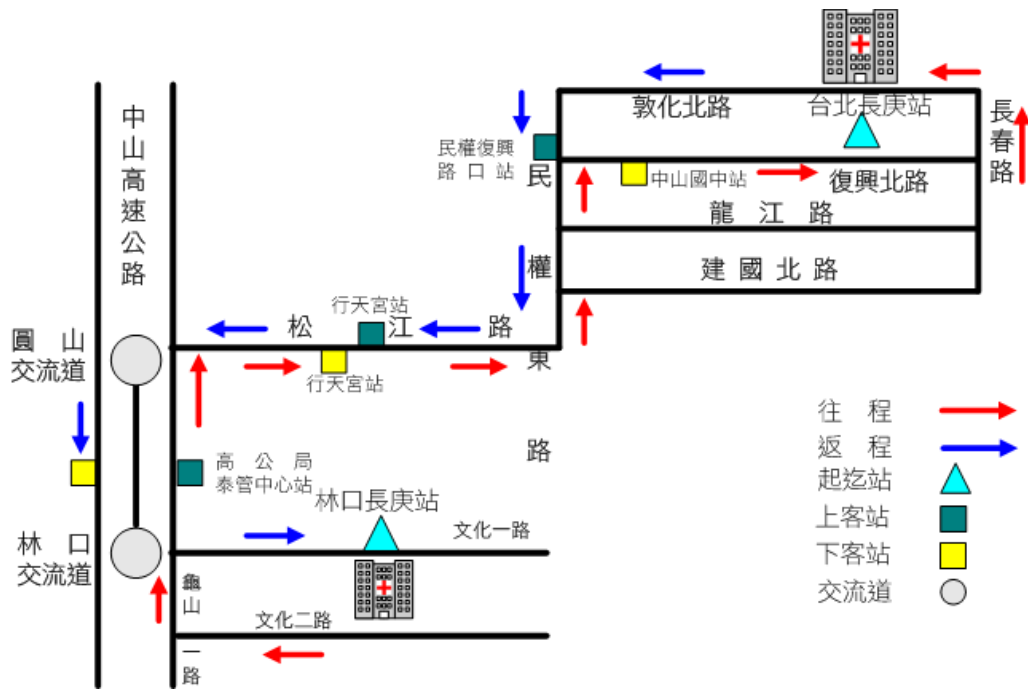 中山高速公路
敦化北路
台北長庚站
長春路
民權復興
路口站
中山國中站
復興北路
龍江路
建國北路
民權東路
行天宮站
松江路
行天宮站
圓山
交流道
高公局
泰管中心站
林口長庚站
文化一路
林口
交流道
龜山一路
文化二路
往程
返程
起迄站
上客站
下客站
交流道